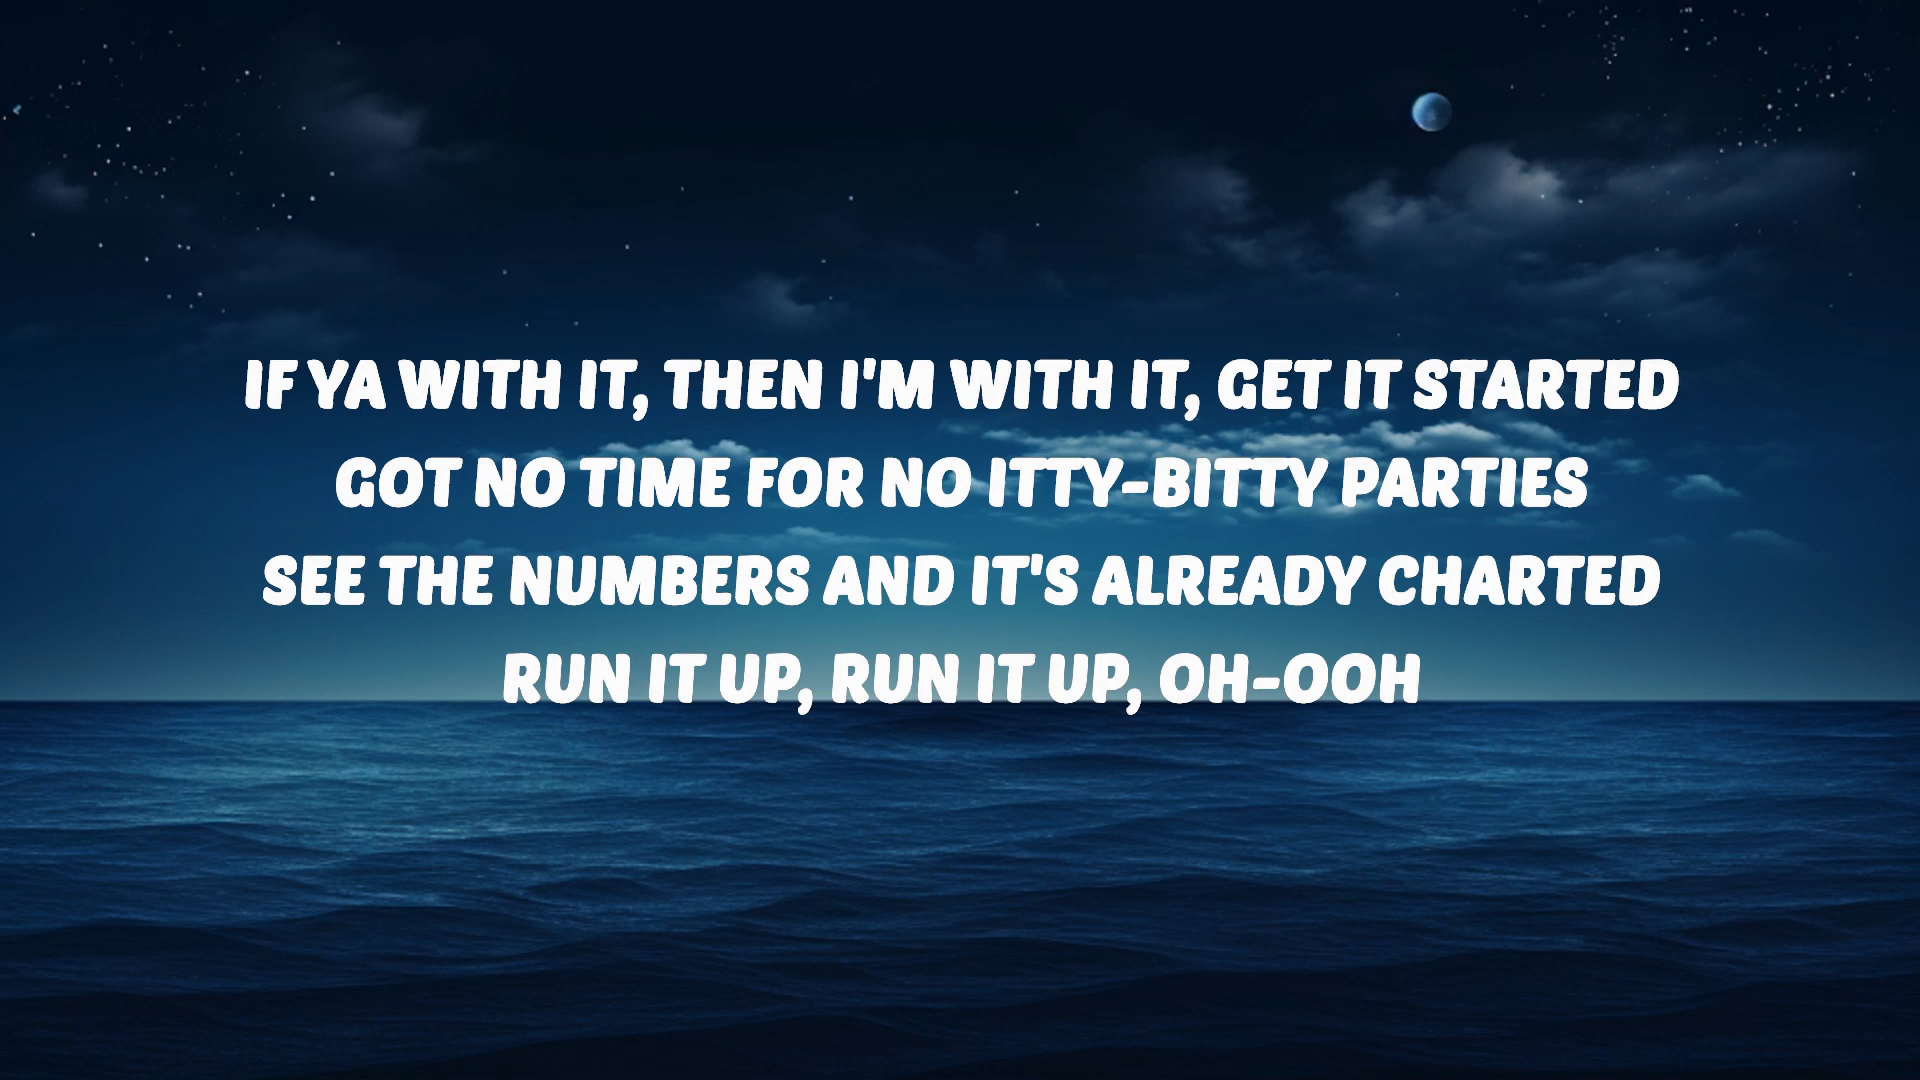 IF YA WITH IT, THEN I'M WITH IT, GET IT STARTED
GOT NO TIME FOR NO ITTY-BITTY PARTIES
SEE THE NUMBERS AND IT'S ALREADY CHARTED
RUN IT UP, RUN IT UP, OH-OOH